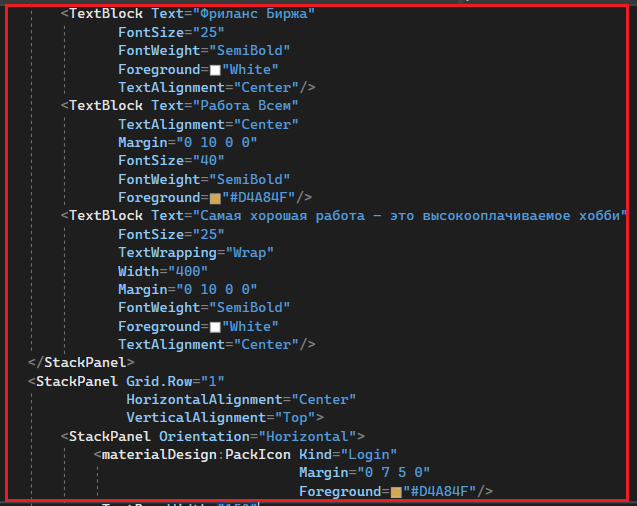 <TextBlock Text="Фриланс Биржа"
FontSize="25"
FontWeight="SemiBold"
Foreground="White"
TextAlignment="Center"/>
<TextBlock Text="Работа Всем"
TextAlignment="Center"
Margin="0 10 0 0"
FontSize="40"
FontWeight="SemiBold"
Foreground="#D4A84F"/>
<TextBlock Text="Самая хорошая работа — это высокооплачиваемое хобби"
FontSize="25"
TextWrapping="Wrap"
Width="400"
Margin="0 10 0 0"
FontWeight="SemiBold"
Foreground="White"
TextAlignment="Center"/>
</StackPanel>
<StackPanel Grid.Row="1"
HorizontalAlignment="Center"
VerticalAlignment="Top">
<StackPanel Orientation="Horizontal">
<materialDesign:PackIcon Kind="Login"
Margin="0 7 5 0"
Foreground="#D4A84F"/>